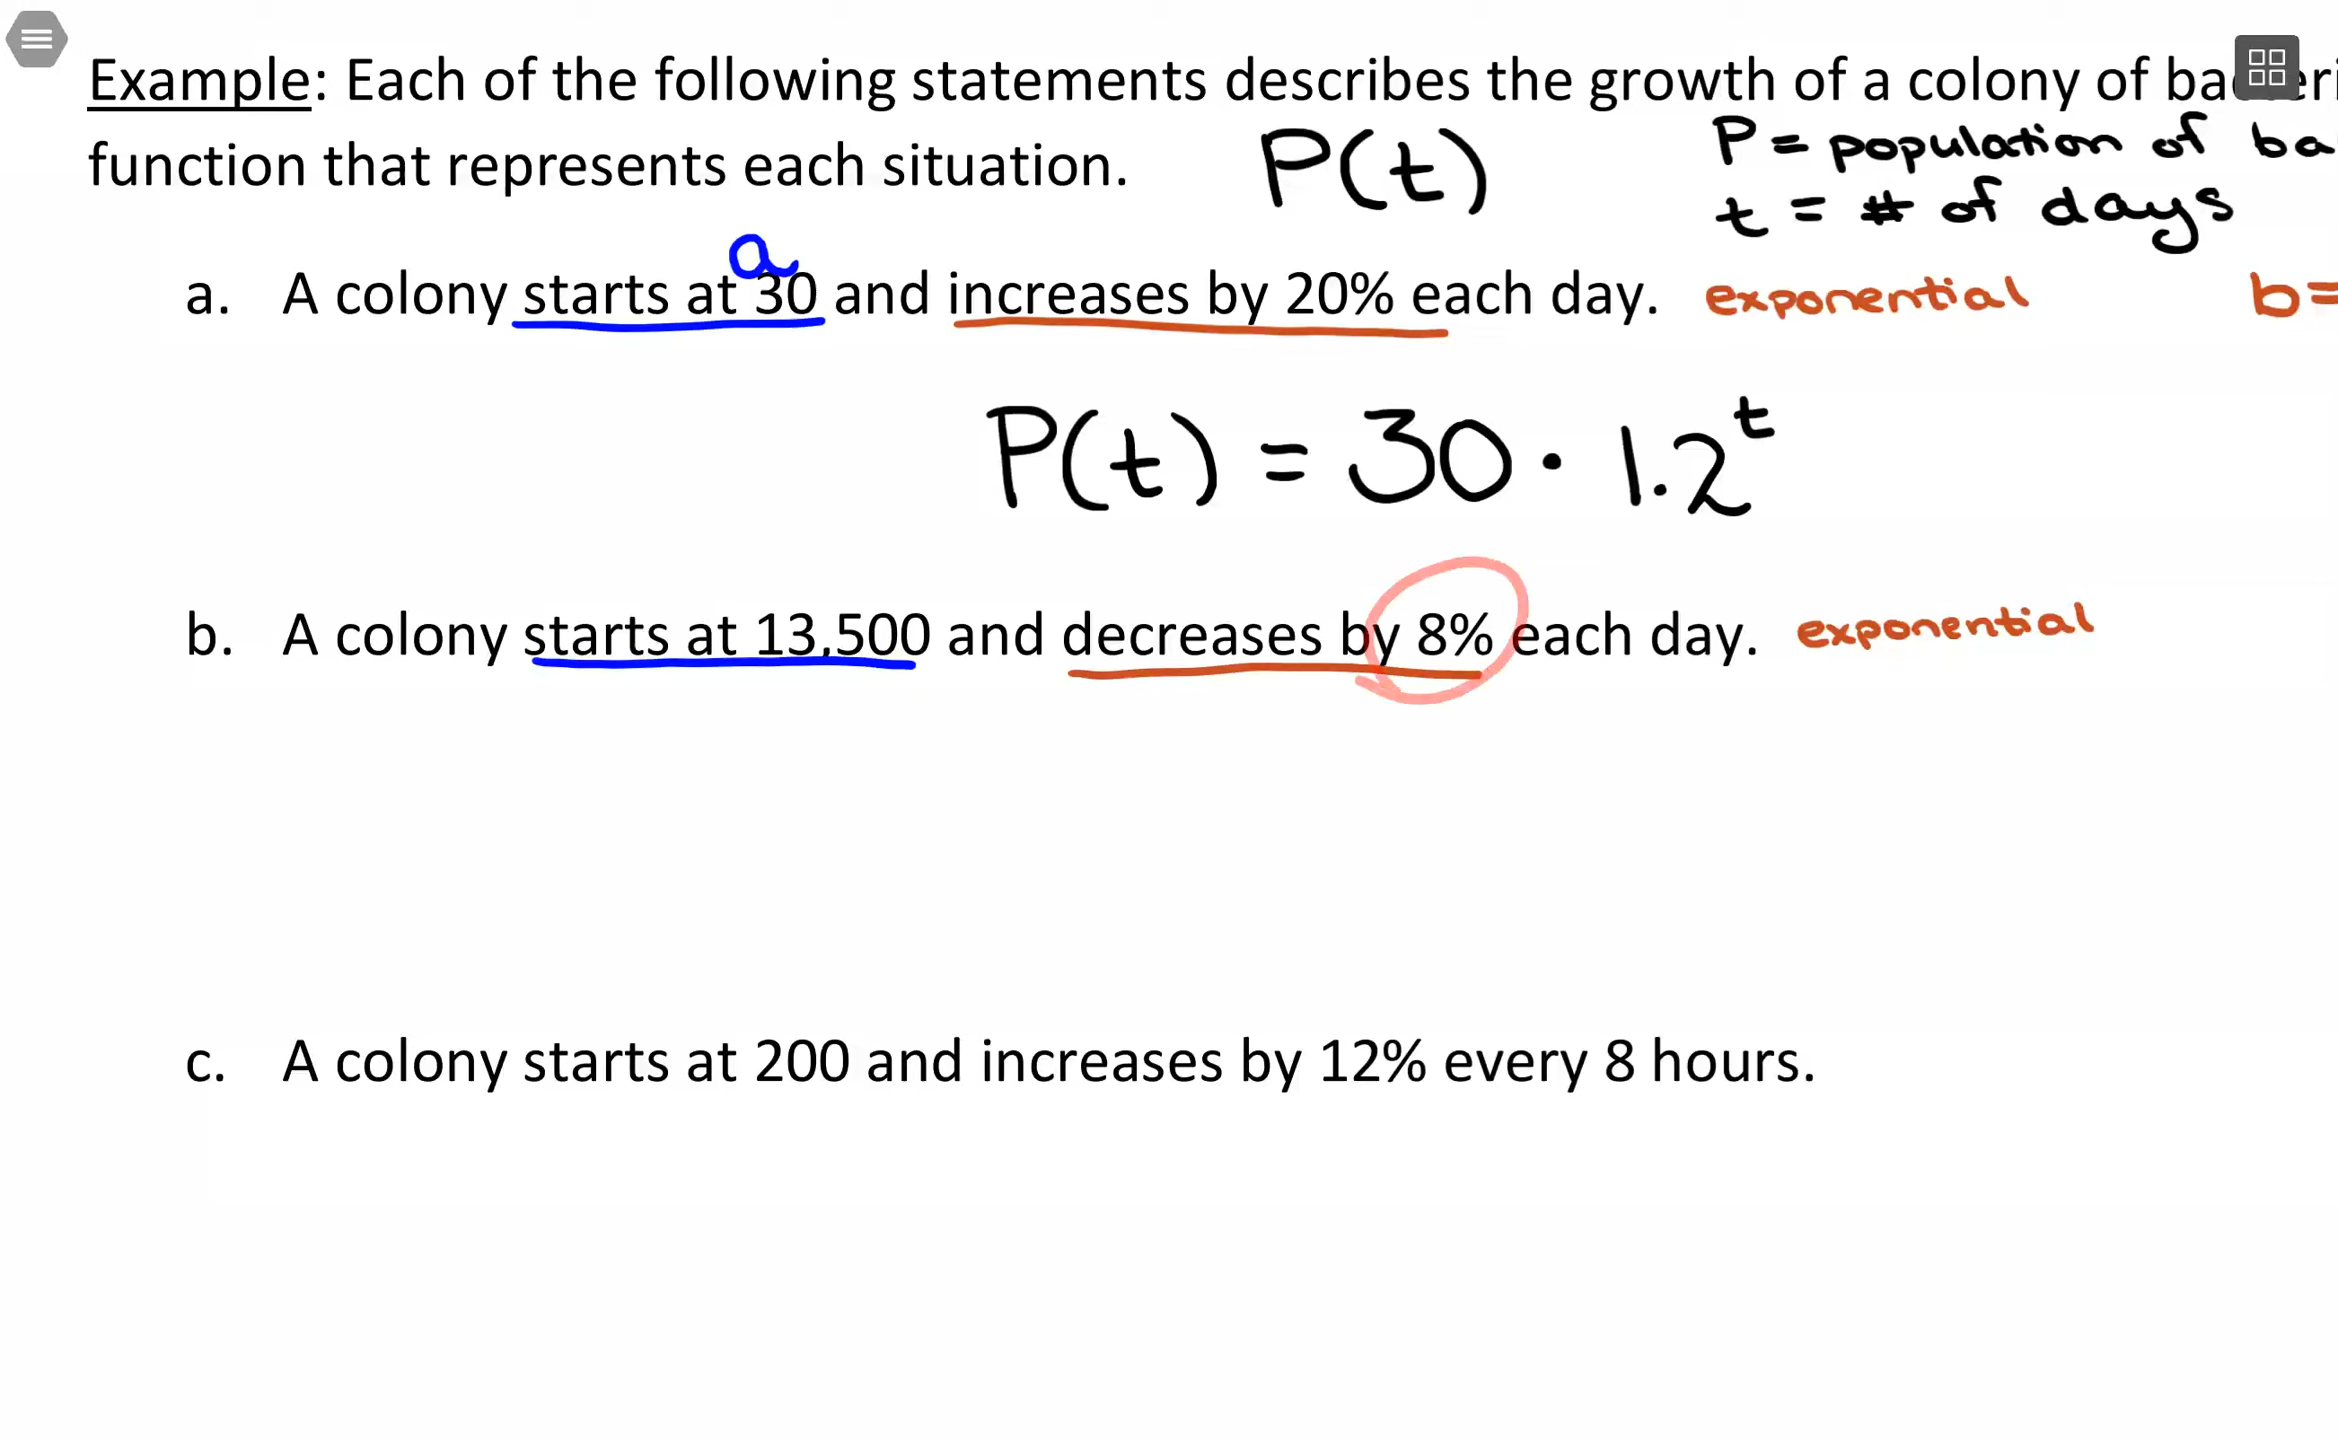 Example: Each of the following statements describes the growth of a colony of
function that represents each situation.
P(t)
P = population of
t = # of days
a
a. A colony starts at 30 and increases by 20% each day. exponential b=
P(t) = 30 · 1.2^t
b. A colony starts at 13,500 and decreases by 8% each day. exponential
c. A colony starts at 200 and increases by 12% every 8 hours.